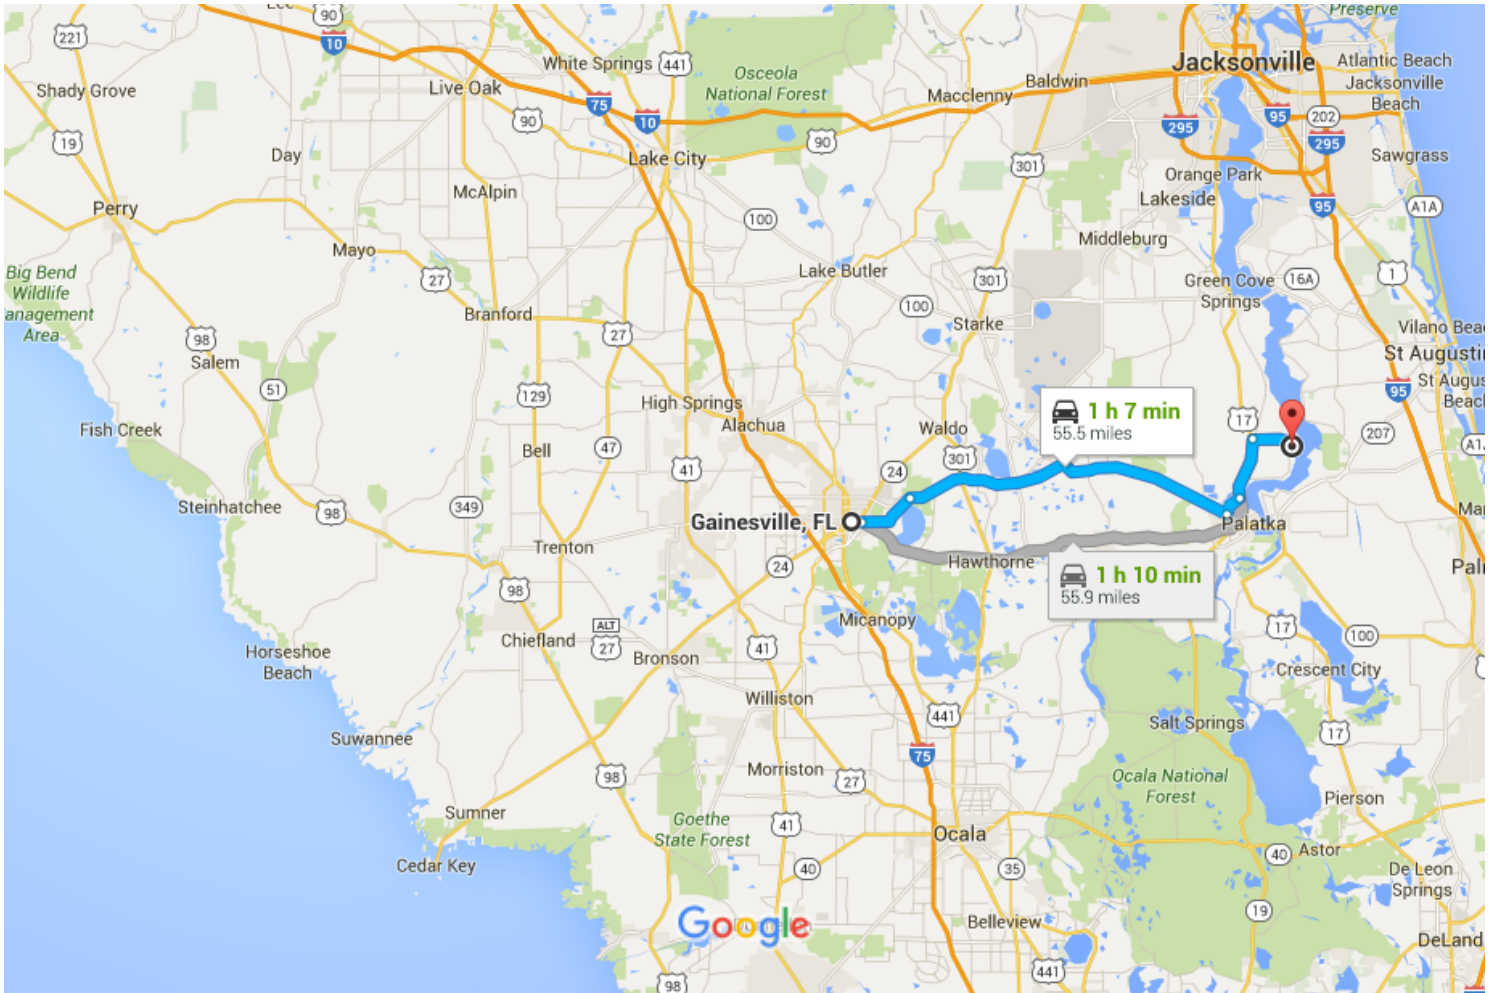 Preserve
90
221
10
441
Jacksonville
Atlantic Beach
White Springs
Osceola
National Forest
Baldwin
Jacksonville
Beach
Shady Grove
Live Oak
75
Macclenny
90
10
95
202
295
295
19
90
Day
Lake City
301
Sawgrass
McAlpin
Orange Park
Lakeside
95
A1A
Perry
100
Mayo
Middleburg
Big Bend
Wildlife
anagement
Area
27
Lake Butler
301
Green Cove
Springs
16A
1
Branford
100
Starke
98
27
Vilano Bea
Salem
St Augusti
51
129
95
St Augus
Beach
1 h 7 min
55.5 miles
High Springs
Alachua
Fish Creek
Waldo
17
207
A1
Bell
47
41
24
301
Steinhatchee
98
349
Gainesville, FL
Palatka
Ma
Trenton
24
Hawthorne
Pal
98
1 h 10 min
55.9 miles
Micanopy
17
100
ALT
27
Chiefland
41
Horseshoe
Beach
Bronson
Crescent City
Williston
441
Salt Springs
17
Suwannee
75
98
Morriston
27
Ocala National
Forest
Pierson
Sumner
Goethe
State Forest
41
Ocala
Cedar Key
40
35
40
Astor
De Leon
Springs
19
Google
Belleview
DeLand
441
98